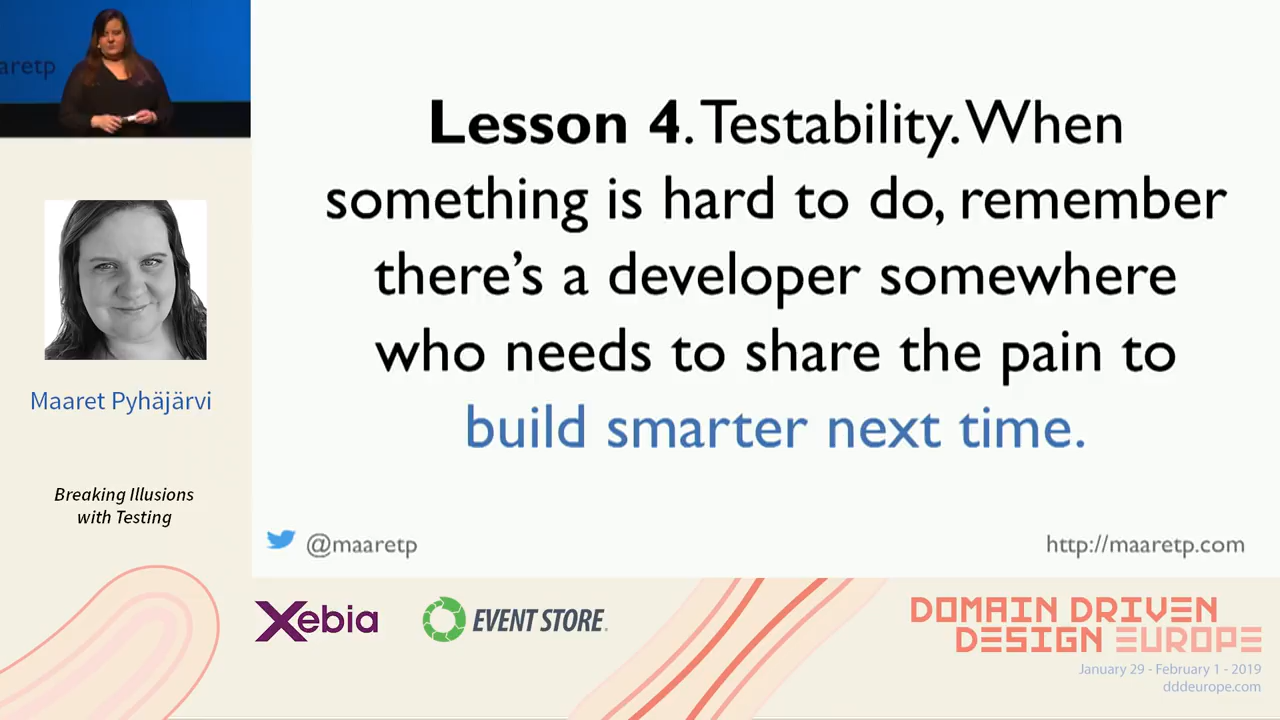 aretp
Lesson 4. Testability. When
something is hard to do, remember
there's a developer somewhere
who needs to share the pain to
build smarter next time.
Maaret Pyhäjärvi
Breaking Illusions
with Testing
@maaretp
http://maaretp.com
Xebia
EVENT STORE.
DOMAIN DRIVEN
DESIGN EUROPE
January 29 - February 1 - 2019
dddeurope.com